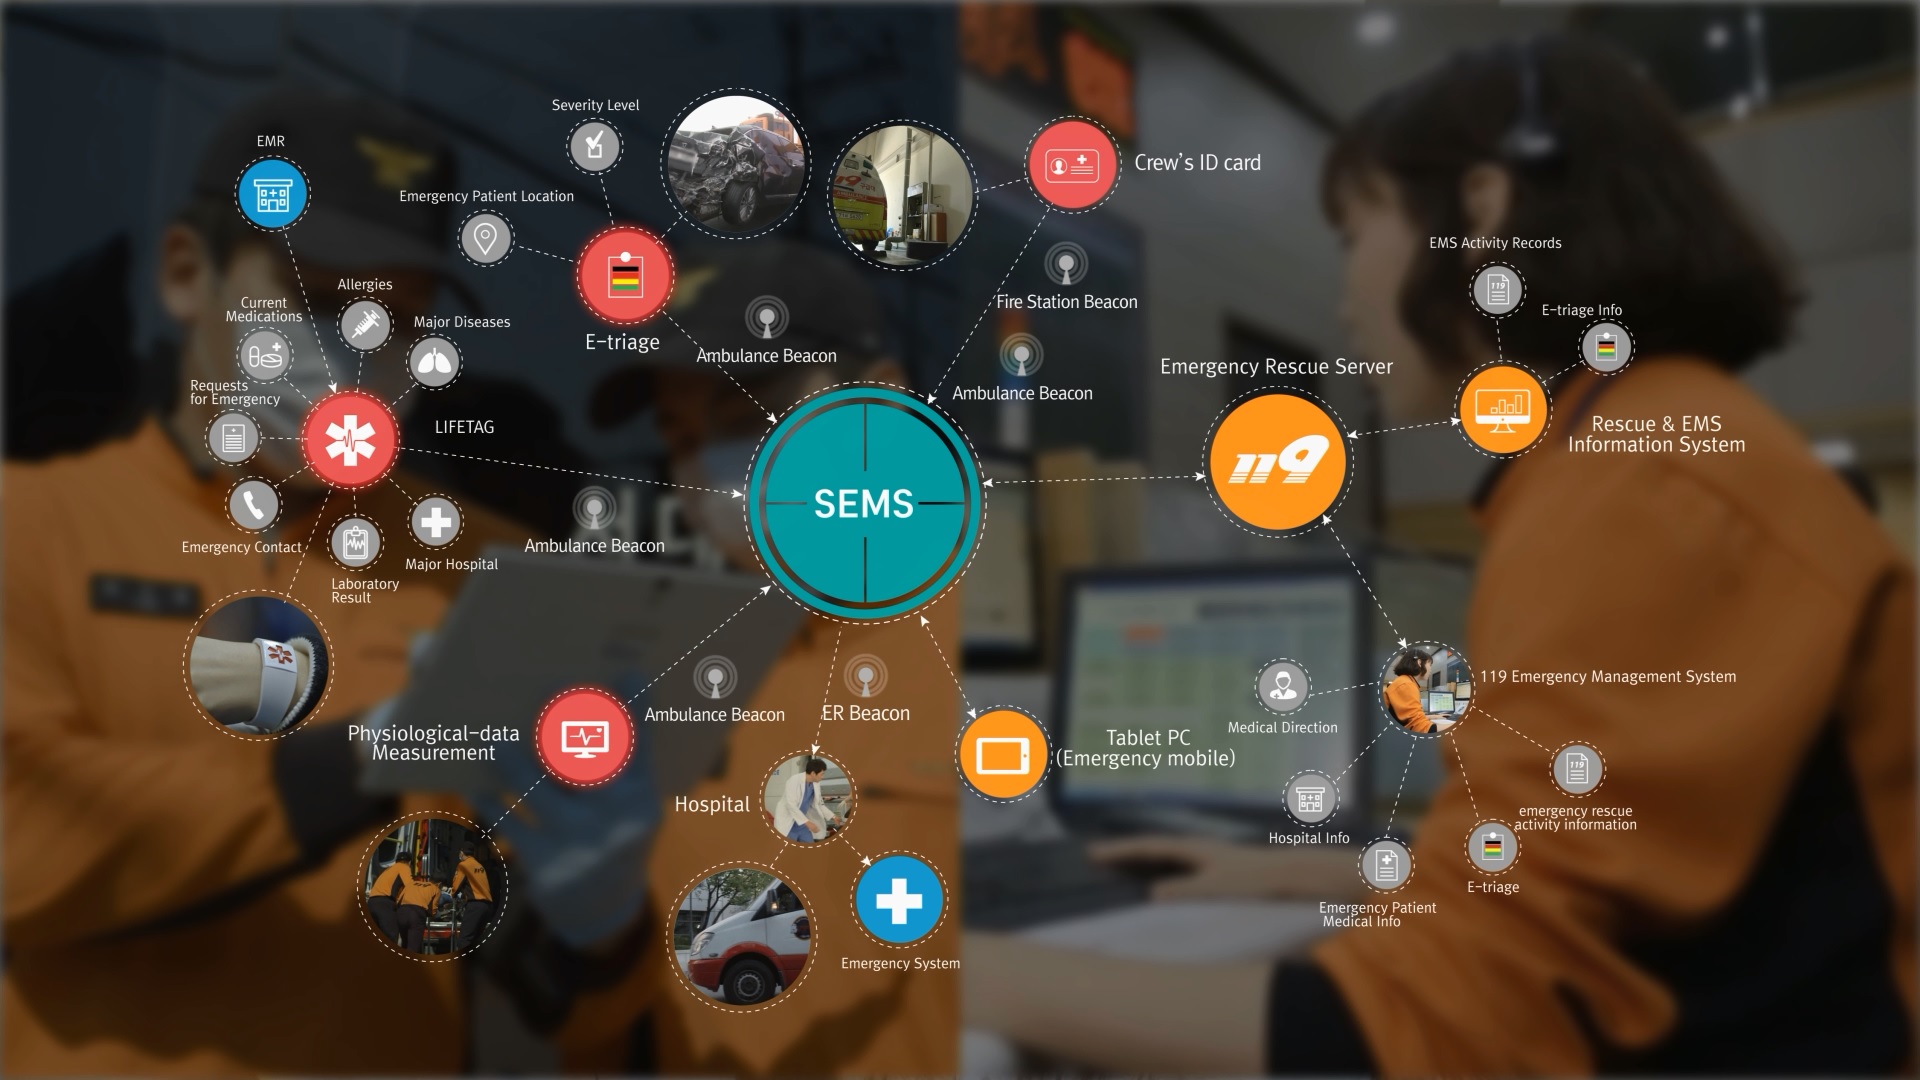 Severity Level
EMR
Crew's ID card
Emergency Patient Location
EMS Activity Records
Allergies
Fire Station Beacon
Current
Medications
E-triage Info
Major Diseases
E-triage
Ambulance Beacon
Emergency Rescue Server
Requests
for Emergency
Ambulance Beacon
LIFETAG
Rescue & EMS
Information System
119
SEMS
Emergency Contact
Ambulance Beacon
Major Hospital
Laboratory
Result
119 Emergency Management System
Ambulance Beacon
ER Beacon
Medical Direction
Physiological-data
Measurement
Tablet PC
(Emergency mobile)
Hospital
emergency rescue
activity information
Hospital Info
E-triage
Emergency Patient
Medical Info
Emergency System
119
119
119